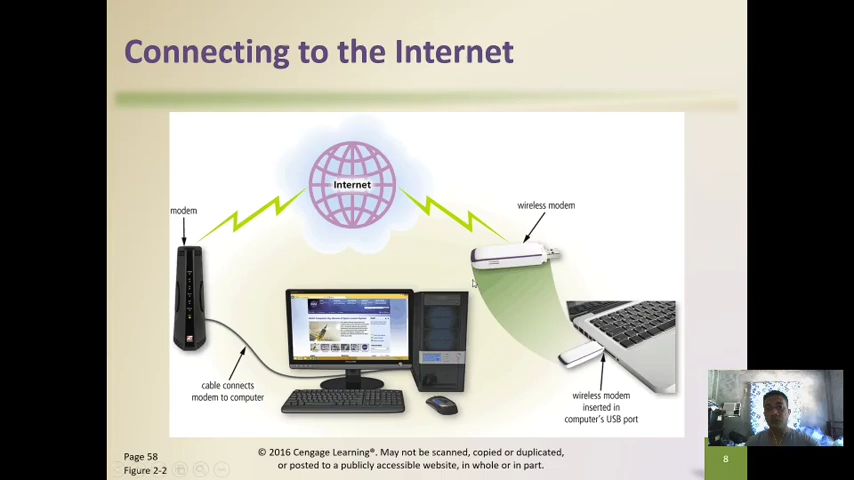 Connecting to the Internet
Internet
modem
wireless modem
cable connects
modem to computer
wireless modem
inserted in
computer's USB port
Page 58
Figure 2-2
© 2016 Cengage Learning®. May not be scanned, copied or duplicated,
or posted to a publicly accessible website, in whole or in part.
8